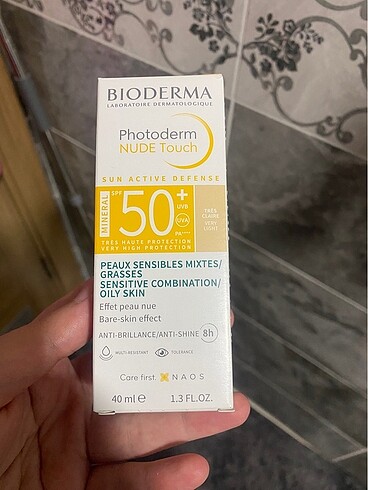 BIODERMA
LABORATOIRE DERMATOLOGIQUE
Photoderm
NUDE Touch
SUN ACTIVE DEFENSE
MINERAL
SPF 50+
UVB
UVA
PA++++
TRÈS CLAIRE
VERY LIGHT
TRÈS HAUTE PROTECTION
VERY HIGH PROTECTION
PEAUX SENSIBLES MIXTES/
GRASSES
SENSITIVE COMBINATION/
OILY SKIN
Effet peau nue
Bare-skin effect
ANTI-BRILLANCE/ANTI-SHINE 8h
MULTI-RESISTANT
TOLERANCE
Care first. NAOS
40 ml e 1.3 FL.OZ.